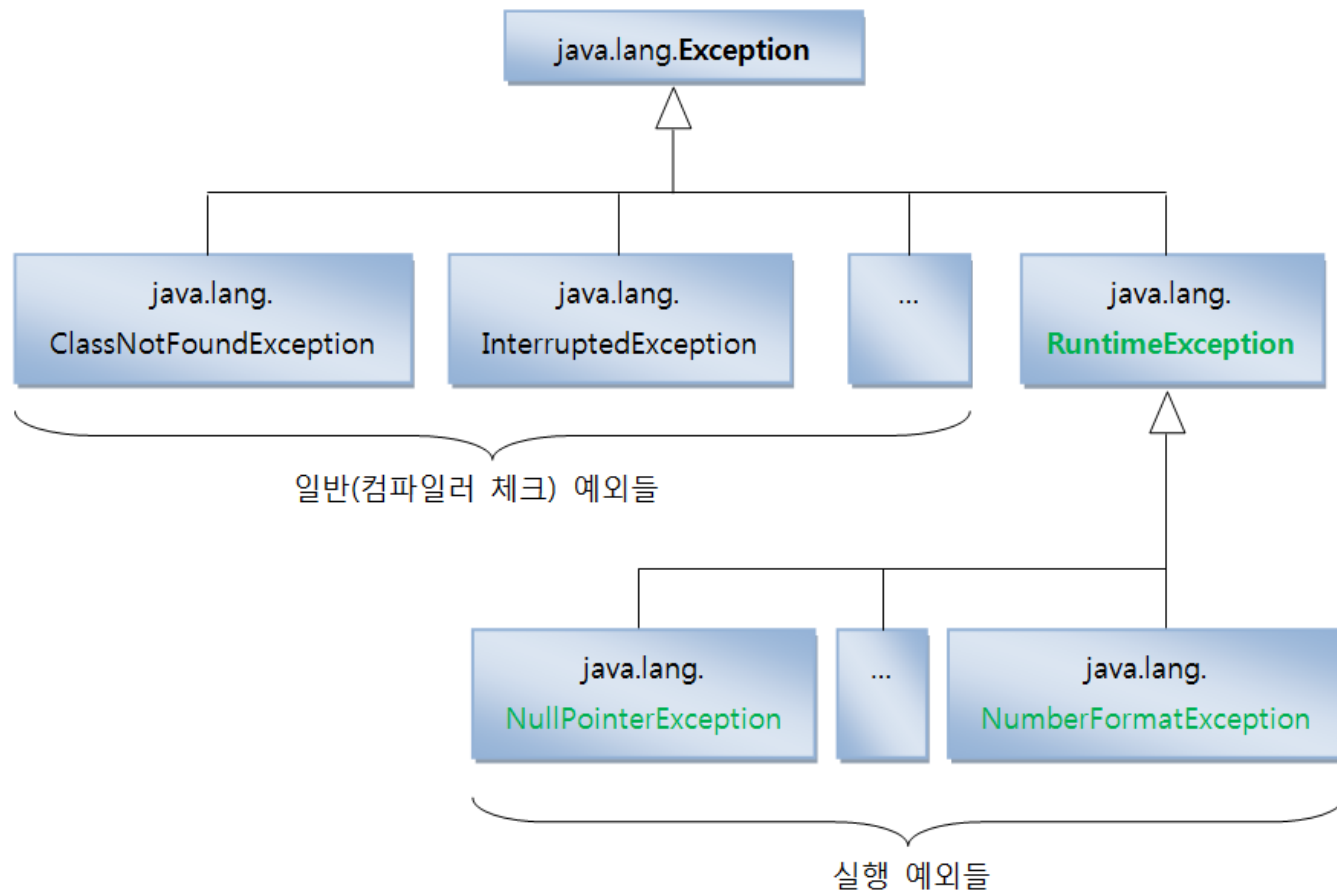 java.lang.Exception
java.lang.
ClassNotFoundException
java.lang.
InterruptedException
...
java.lang.
RuntimeException
일반(컴파일러 체크) 예외들
java.lang.
NullPointerException
...
java.lang.
NumberFormatException
실행 예외들